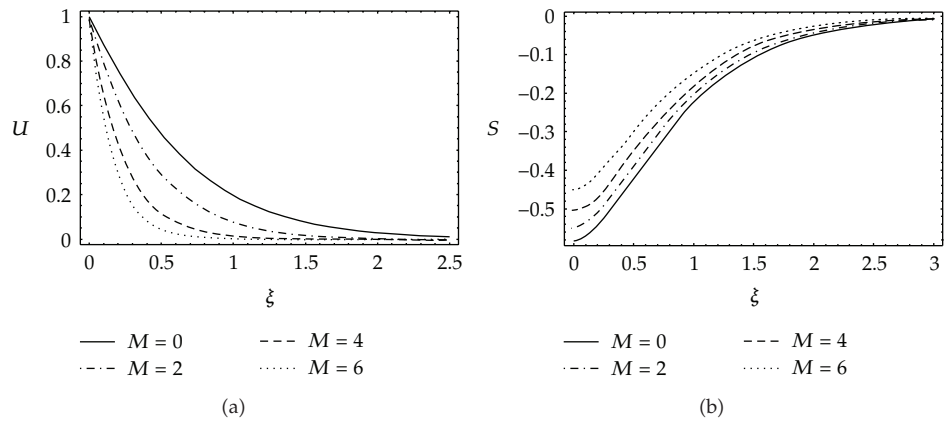 1
0.8
0.6
U
0.4
0.2
0
0 0.5 1 1.5 2 2.5
ξ
M = 0
M = 4
M = 2
M = 6
(a)
0
−0.1
−0.2
S
−0.3
−0.4
−0.5
0 0.5 1 1.5 2 2.5 3
ξ
M = 0
M = 4
M = 2
M = 6
(b)